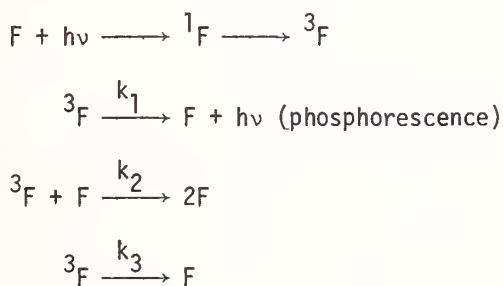 F + hν ⟶ ¹F ⟶ ³F
³F —k₁⟶ F + hν (phosphorescence)
³F + F —k₂⟶ 2F
³F —k₃⟶ F